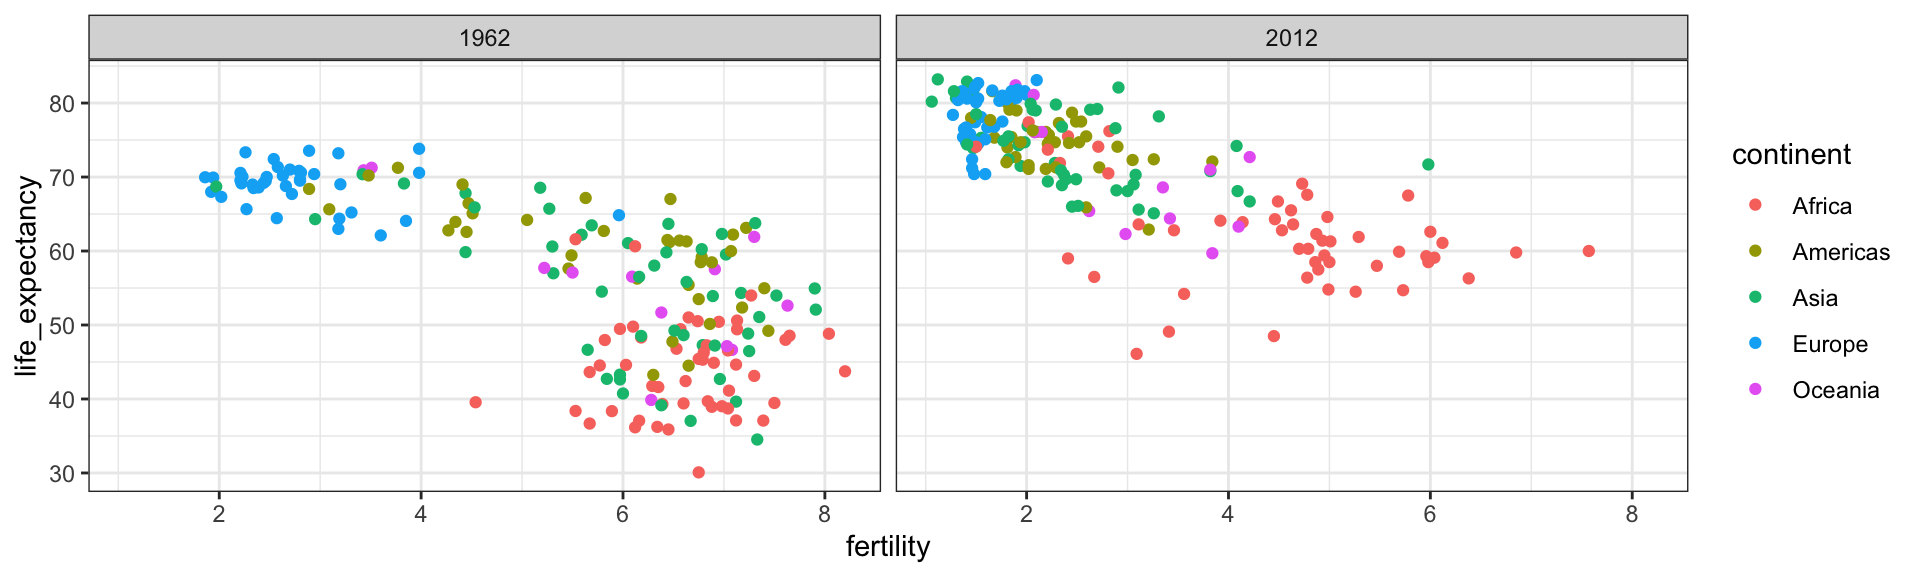 1962 2012
80
70
60
50
40
30
life_expectancy
2 4 6 8 2 4 6 8
fertility
continent
Africa
Americas
Asia
Europe
Oceania